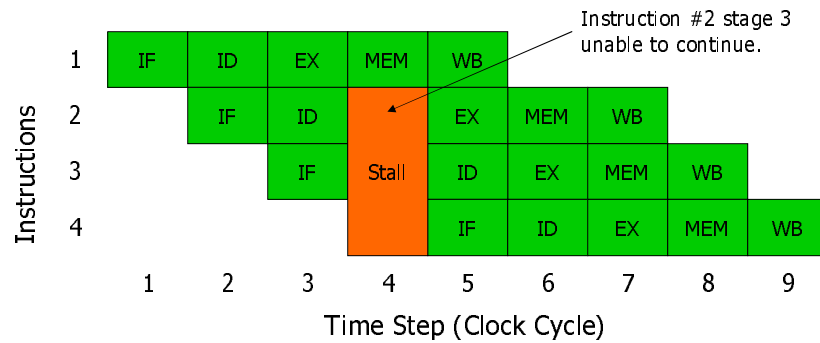 Instruction #2 stage 3
unable to continue.
1 IF ID EX MEM WB
2 IF ID EX MEM WB
3 IF Stall ID EX MEM WB
4 IF ID EX MEM WB
Instructions
1 2 3 4 5 6 7 8 9
Time Step (Clock Cycle)